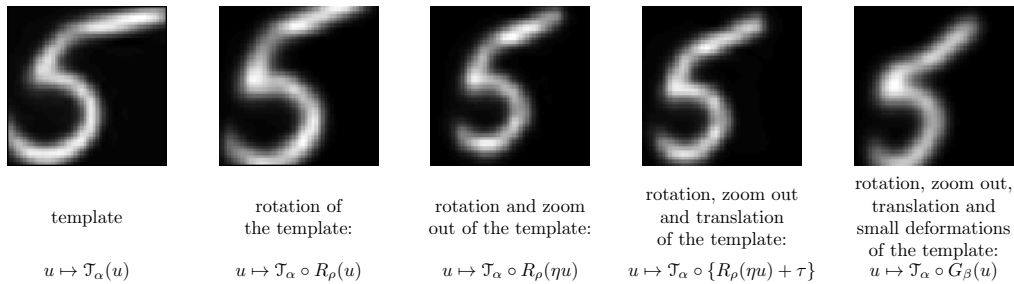 template
u ↦ 𝒯_α(u)
rotation of
the template:
u ↦ 𝒯_α ∘ R_ρ(u)
rotation and zoom
out of the template:
u ↦ 𝒯_α ∘ R_ρ(ηu)
rotation, zoom out
and translation
of the template:
u ↦ 𝒯_α ∘ {R_ρ(ηu) + τ}
rotation, zoom out,
translation and
small deformations
of the template:
u ↦ 𝒯_α ∘ G_β(u)